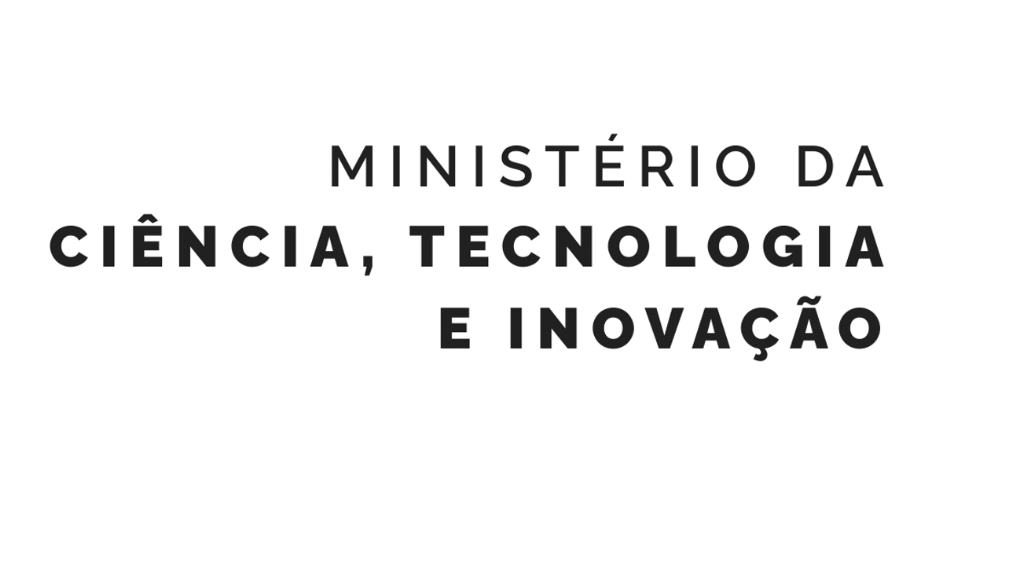 MINISTÉRIO DA
CIÊNCIA, TECNOLOGIA
E INOVAÇÃO